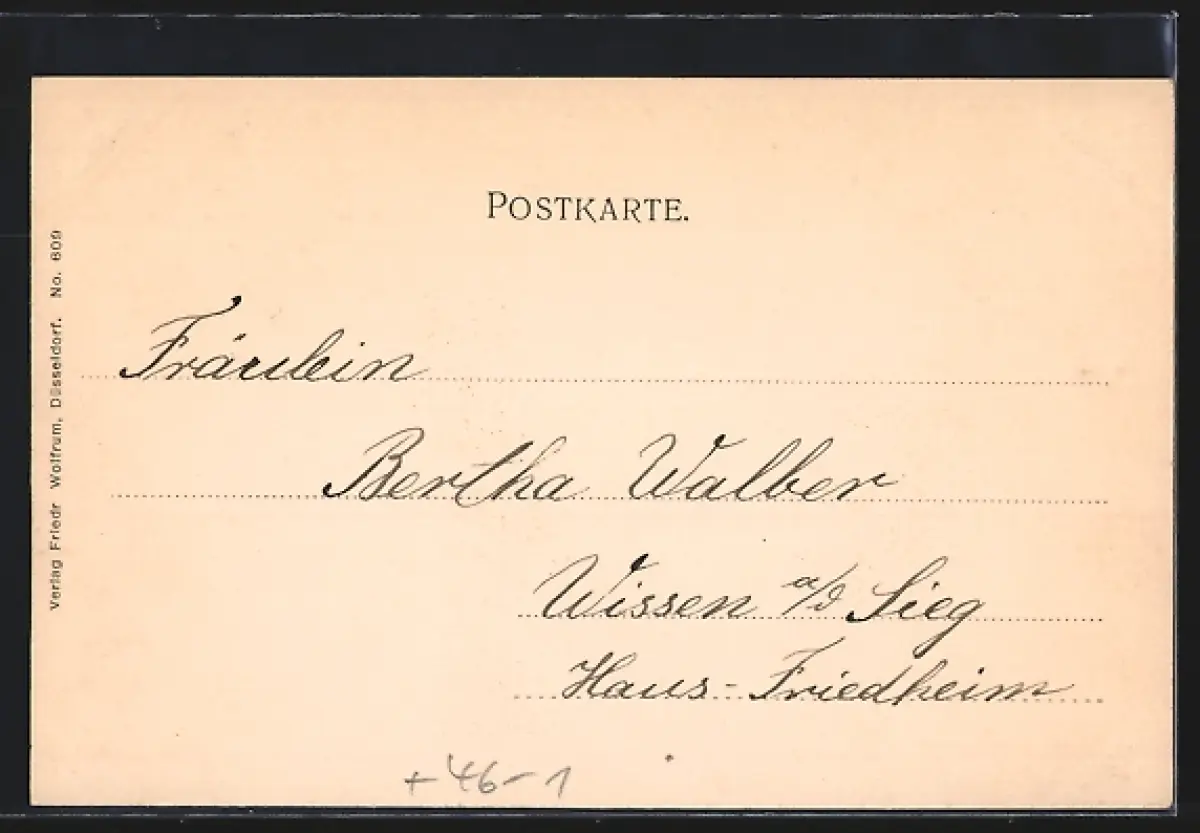 POSTKARTE.
Fräulein
Bertha Walber
Wissen a/d Sieg
Haus-Friedheim
+ 46-1
Verlag Friedr Wolfrum, Düsseldorf. No. 609